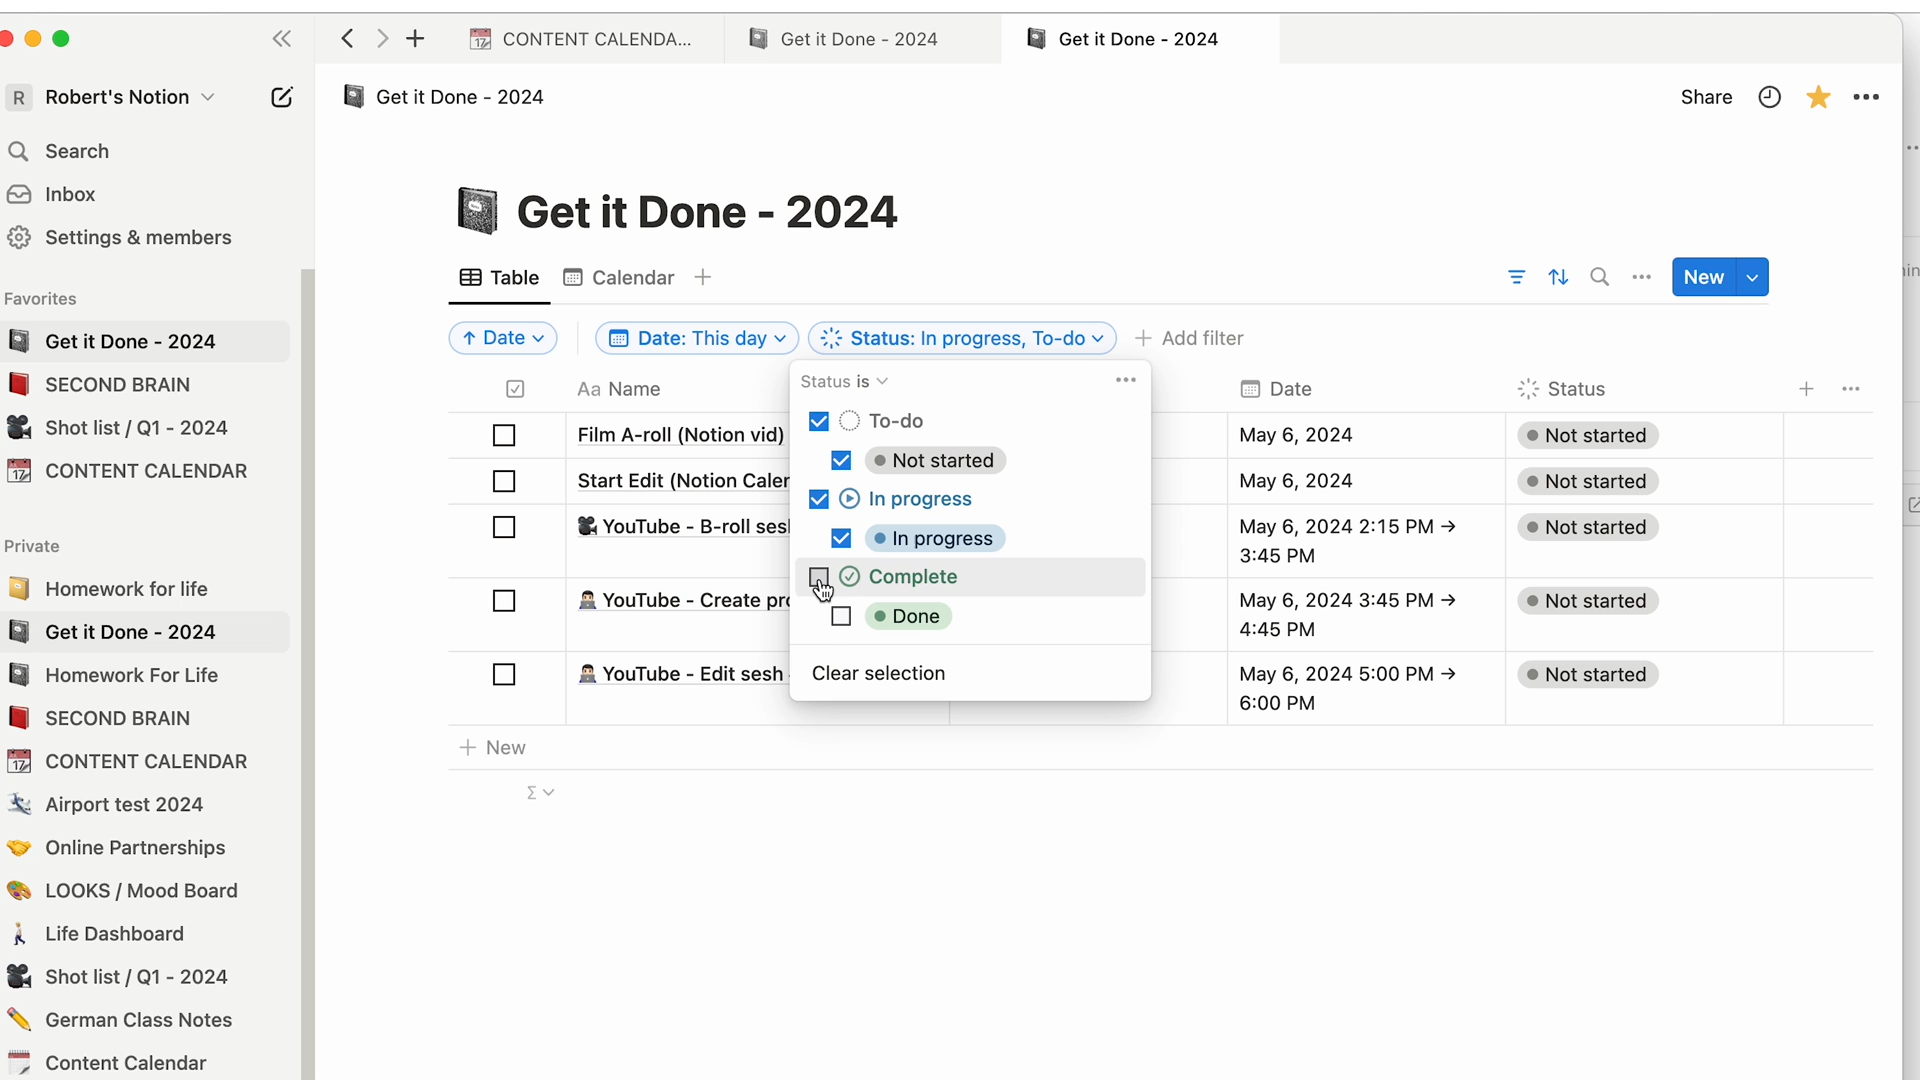 CONTENT CALENDA...
Get it Done - 2024
Get it Done - 2024
R Robert's Notion
Get it Done - 2024
Share
Search
Inbox
Settings & members
Favorites
Get it Done - 2024
SECOND BRAIN
Shot list / Q1 - 2024
CONTENT CALENDAR
Private
Homework for life
Get it Done - 2024
Homework For Life
SECOND BRAIN
CONTENT CALENDAR
Airport test 2024
Online Partnerships
LOOKS / Mood Board
Life Dashboard
Shot list / Q1 - 2024
German Class Notes
Content Calendar
Get it Done - 2024
Table
Calendar
New
Date
Date: This day
Status: In progress, To-do
Add filter
Aa Name
Date
Status
Film A-roll (Notion vid)
May 6, 2024
Not started
Start Edit (Notion Caler
May 6, 2024
Not started
YouTube - B-roll ses
May 6, 2024 2:15 PM →
3:45 PM
Not started
YouTube - Create pr
May 6, 2024 3:45 PM →
4:45 PM
Not started
YouTube - Edit sesh
May 6, 2024 5:00 PM →
6:00 PM
Not started
New
Status is
To-do
Not started
In progress
In progress
Complete
Done
Clear selection